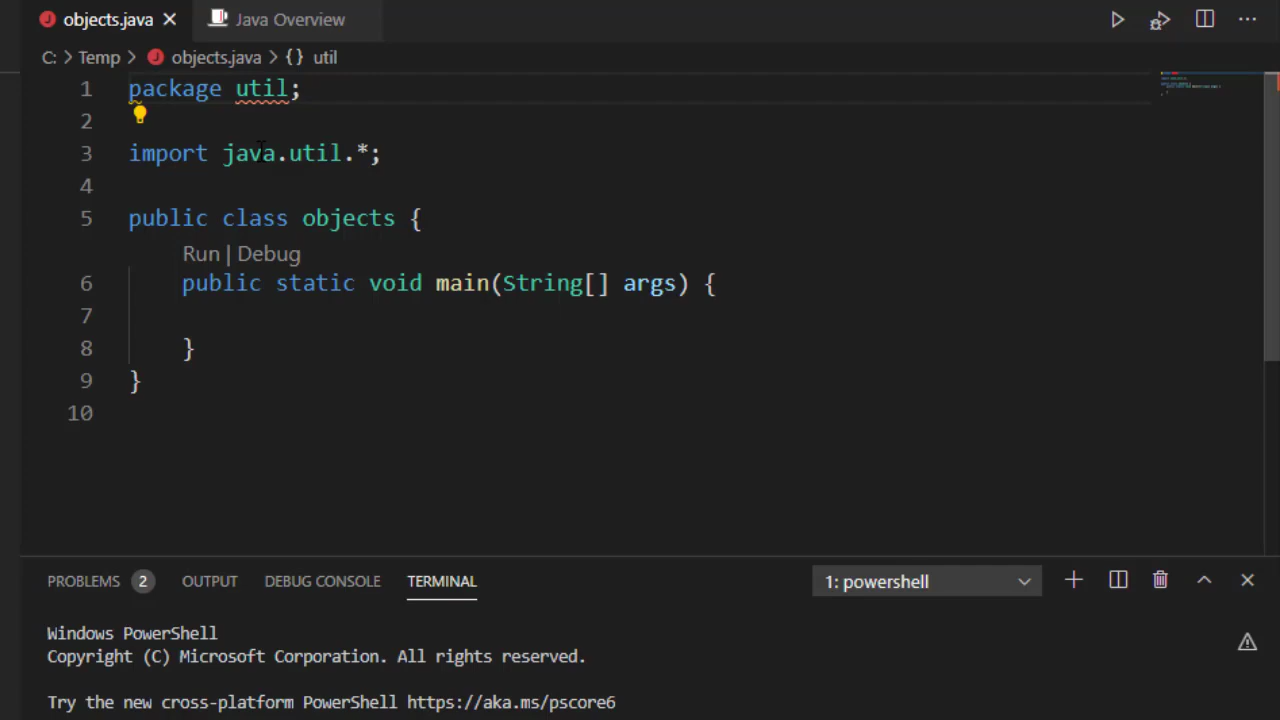 objects.java Java Overview
C: > Temp > objects.java > {} util
1 package util;
2
3 import java.util.*;
4
5 public class objects {
Run | Debug
6 public static void main(String[] args) {
7
8 }
9 }
10
PROBLEMS 2 OUTPUT DEBUG CONSOLE TERMINAL 1: powershell
Windows PowerShell
Copyright (C) Microsoft Corporation. All rights reserved.
Try the new cross-platform PowerShell https://aka.ms/pscore6